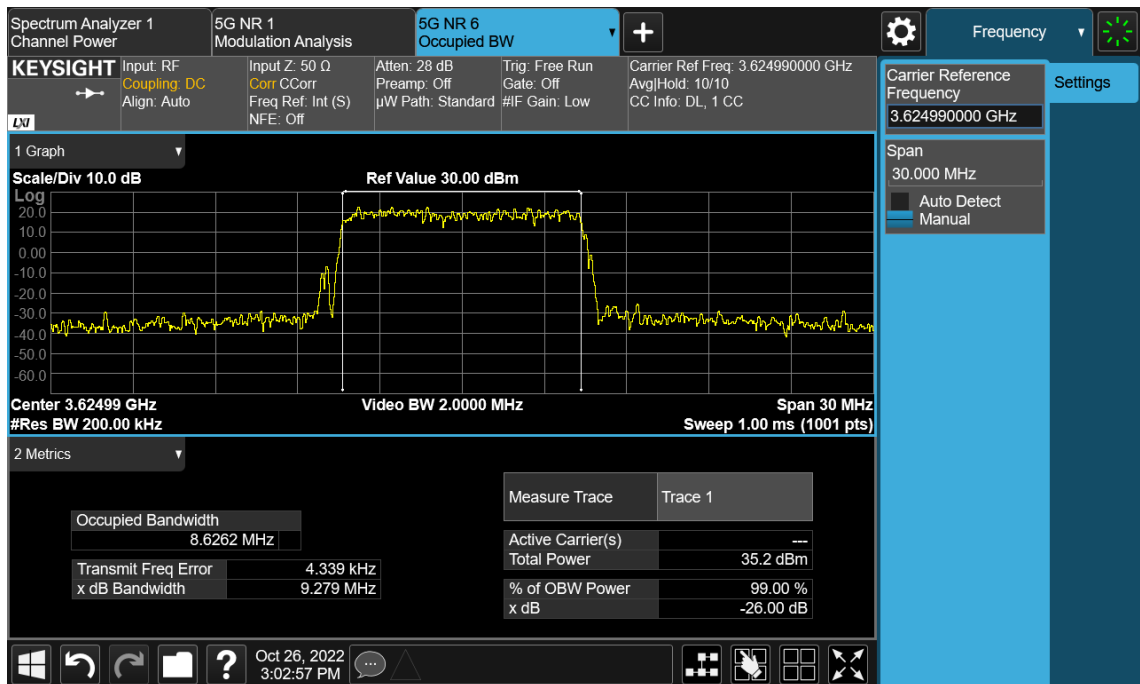 Spectrum Analyzer 1
Channel Power
5G NR 1
Modulation Analysis
5G NR 6
Occupied BW
Frequency
KEYSIGHT
LXI
Input: RF
Coupling: DC
Align: Auto
Input Z: 50 Ω
Corr CCorr
Freq Ref: Int (S)
NFE: Off
Atten: 28 dB
Preamp: Off
µW Path: Standard
Trig: Free Run
Gate: Off
#IF Gain: Low
Carrier Ref Freq: 3.624990000 GHz
Avg|Hold: 10/10
CC Info: DL, 1 CC
Carrier Reference
Frequency
3.624990000 GHz
Settings
Span
30.000 MHz
Auto Detect
Manual
1 Graph
Scale/Div 10.0 dB
Ref Value 30.00 dBm
Log
20.0
10.0
0.00
-10.0
-20.0
-30.0
-40.0
-50.0
-60.0
Center 3.62499 GHz
Video BW 2.0000 MHz
Span 30 MHz
#Res BW 200.00 kHz
Sweep 1.00 ms (1001 pts)
2 Metrics
Occupied Bandwidth
8.6262 MHz
Transmit Freq Error 4.339 kHz
x dB Bandwidth 9.279 MHz
Measure Trace Trace 1
Active Carrier(s) ---
Total Power 35.2 dBm
% of OBW Power 99.00 %
x dB -26.00 dB
?
Oct 26, 2022
3:02:57 PM